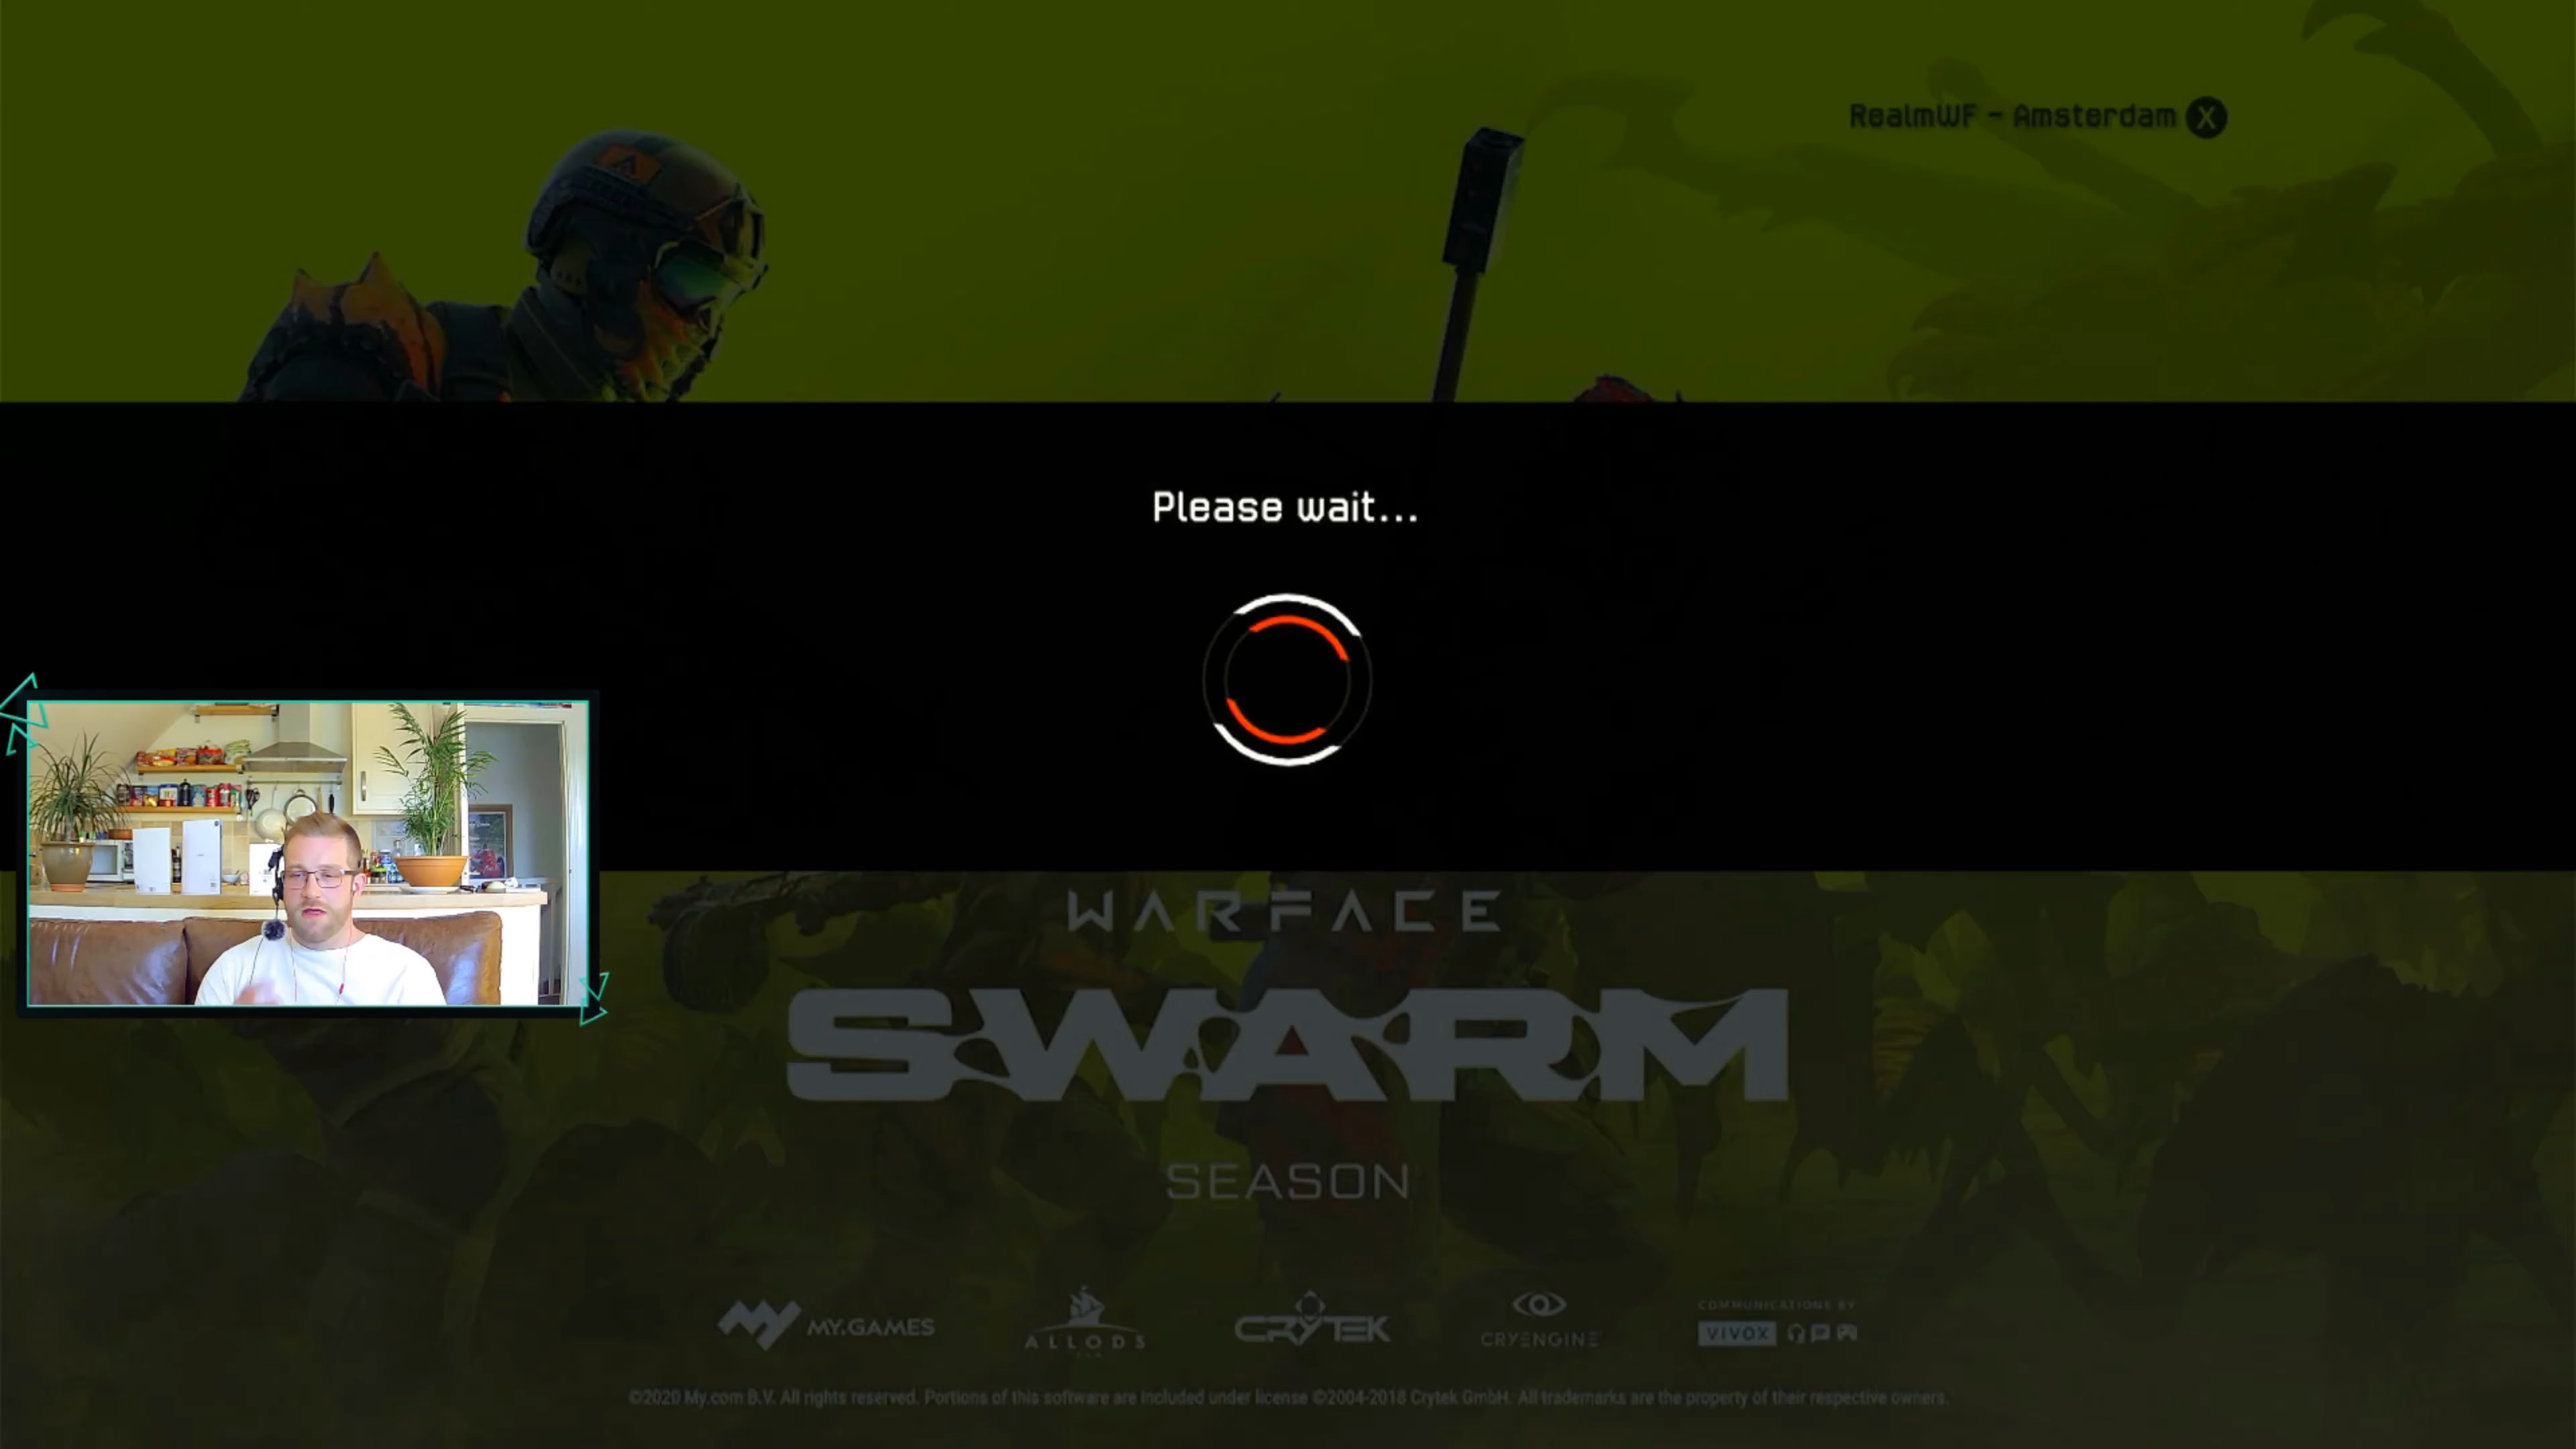 RealmWF - Amsterdam X
Please wait...
WARFACE
SWARM
SEASON
MY.GAMES
ALLODS
CRYTEK
CRYENGINE
COMMUNICATIONS BY
VIVOX
©2020 My.com B.V. All rights reserved. Portions of this software are included under license ©2004-2018 Crytek GmbH. All trademarks are the property of their respective owners.